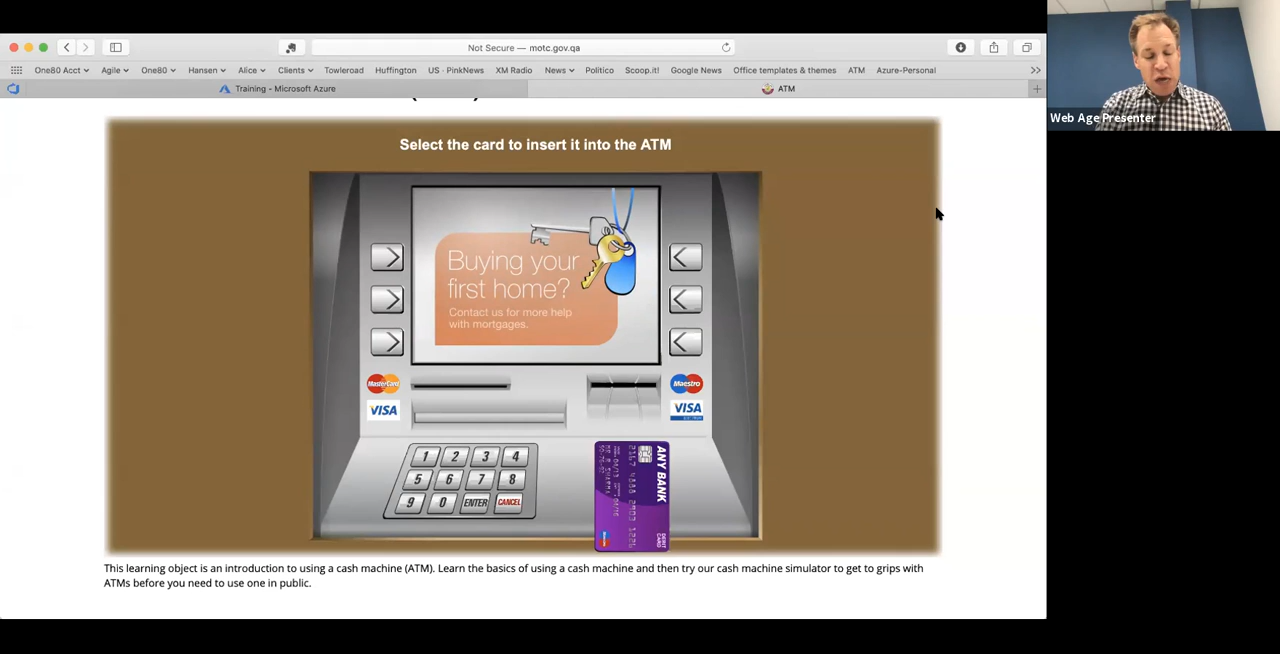 Not Secure — motc.gov.qa
One80 Acct Agile One80 Hansen Alice Clients Towleroad Huffington US · PinkNews XM Radio News Politico Scoop.it! Google News Office templates & themes ATM Azure-Personal
Training - Microsoft Azure ATM
Web Age Presenter
Select the card to insert it into the ATM
Buying your
first home?
Contact us for more help
with mortgages.
MasterCard
Maestro
VISA
VISA
1 2 3 4
5 6 7 8
9 0 ENTER CANCEL
ANY BANK
DEBIT
CARD
This learning object is an introduction to using a cash machine (ATM). Learn the basics of using a cash machine and then try our cash machine simulator to get to grips with
ATMs before you need to use one in public.